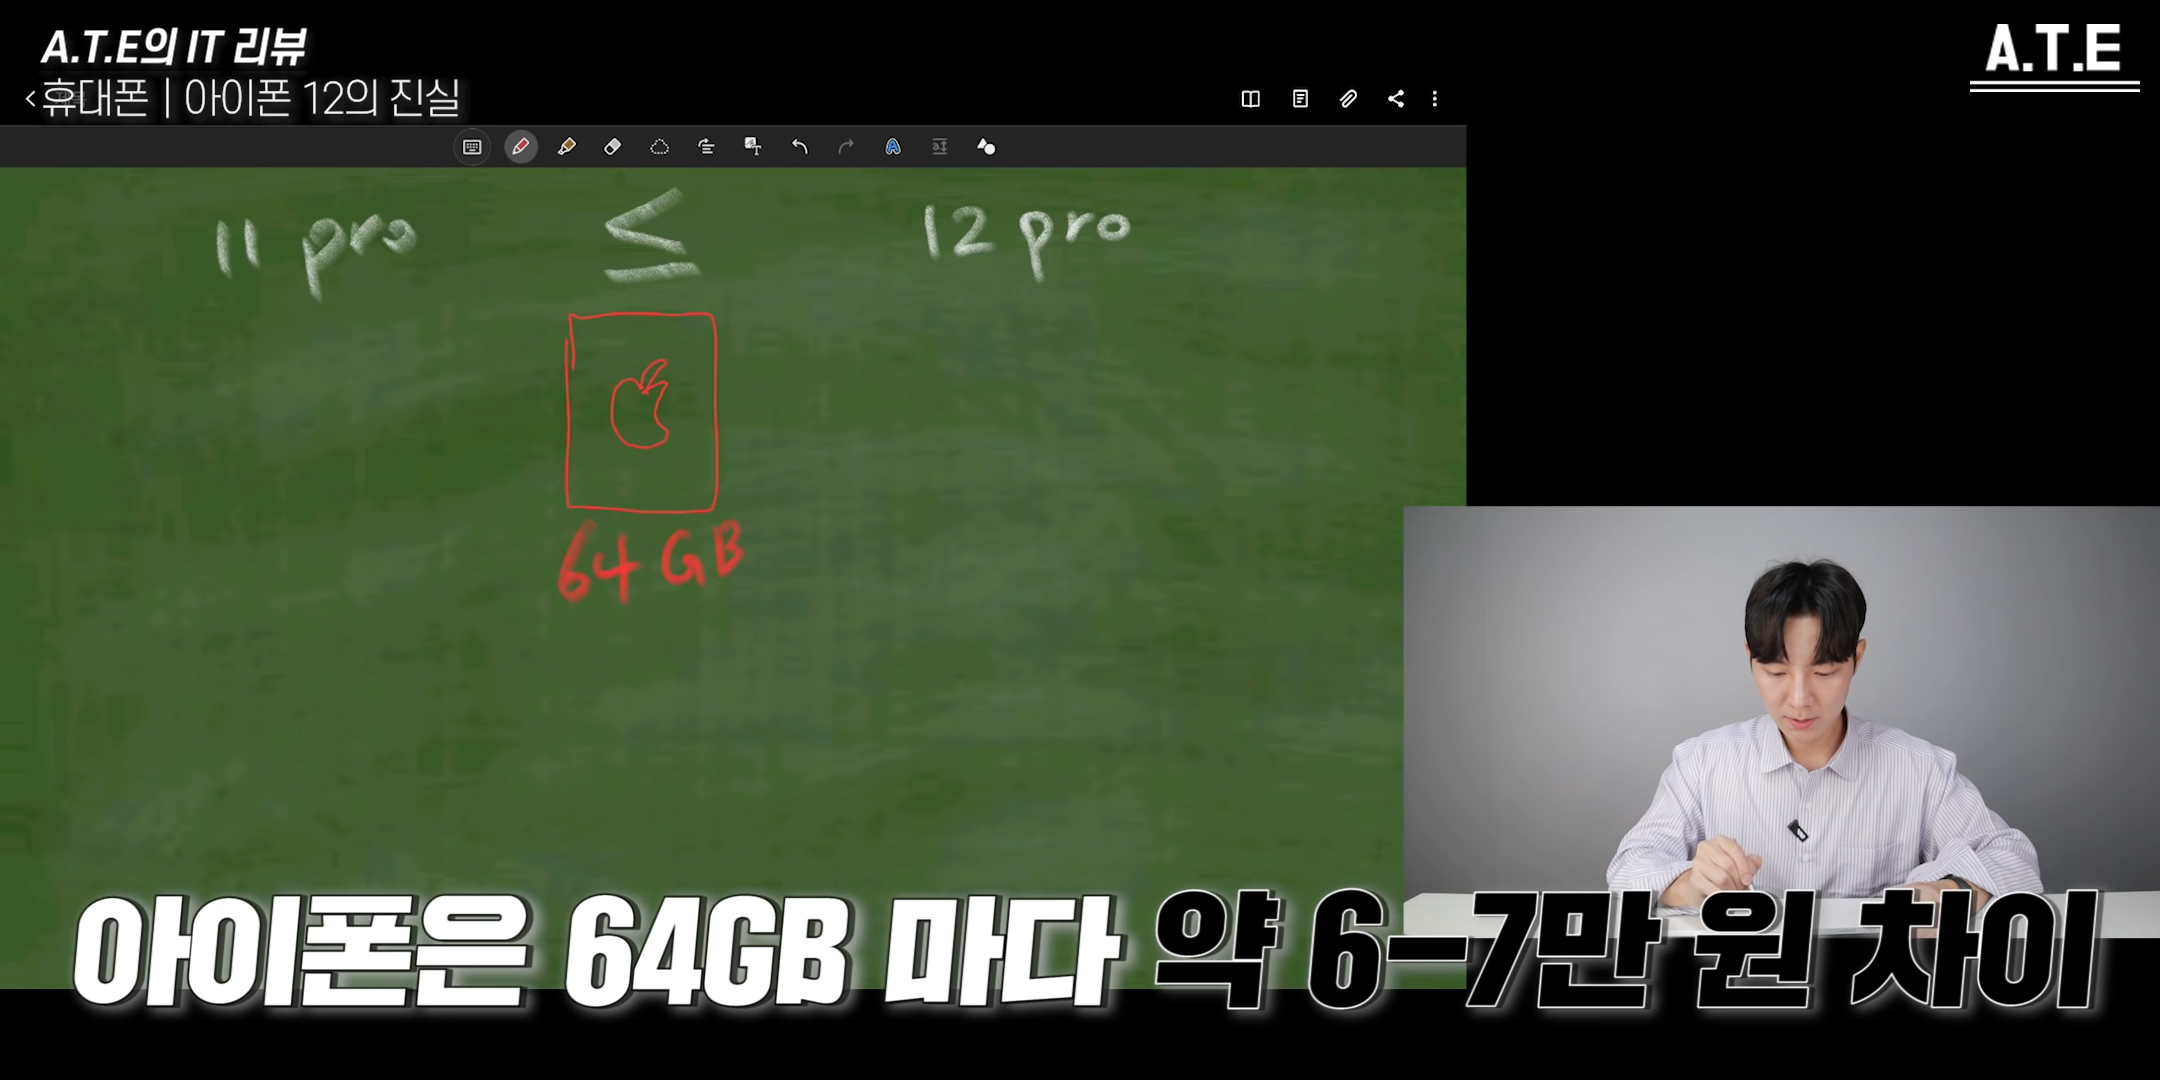 A.T.E의 IT 리뷰
A.T.E
휴대폰 | 아이폰 12의 진실
11 pro ≤ 12 pro
64 GB
아이폰은 64GB 마다 약 6-7만 원 차이